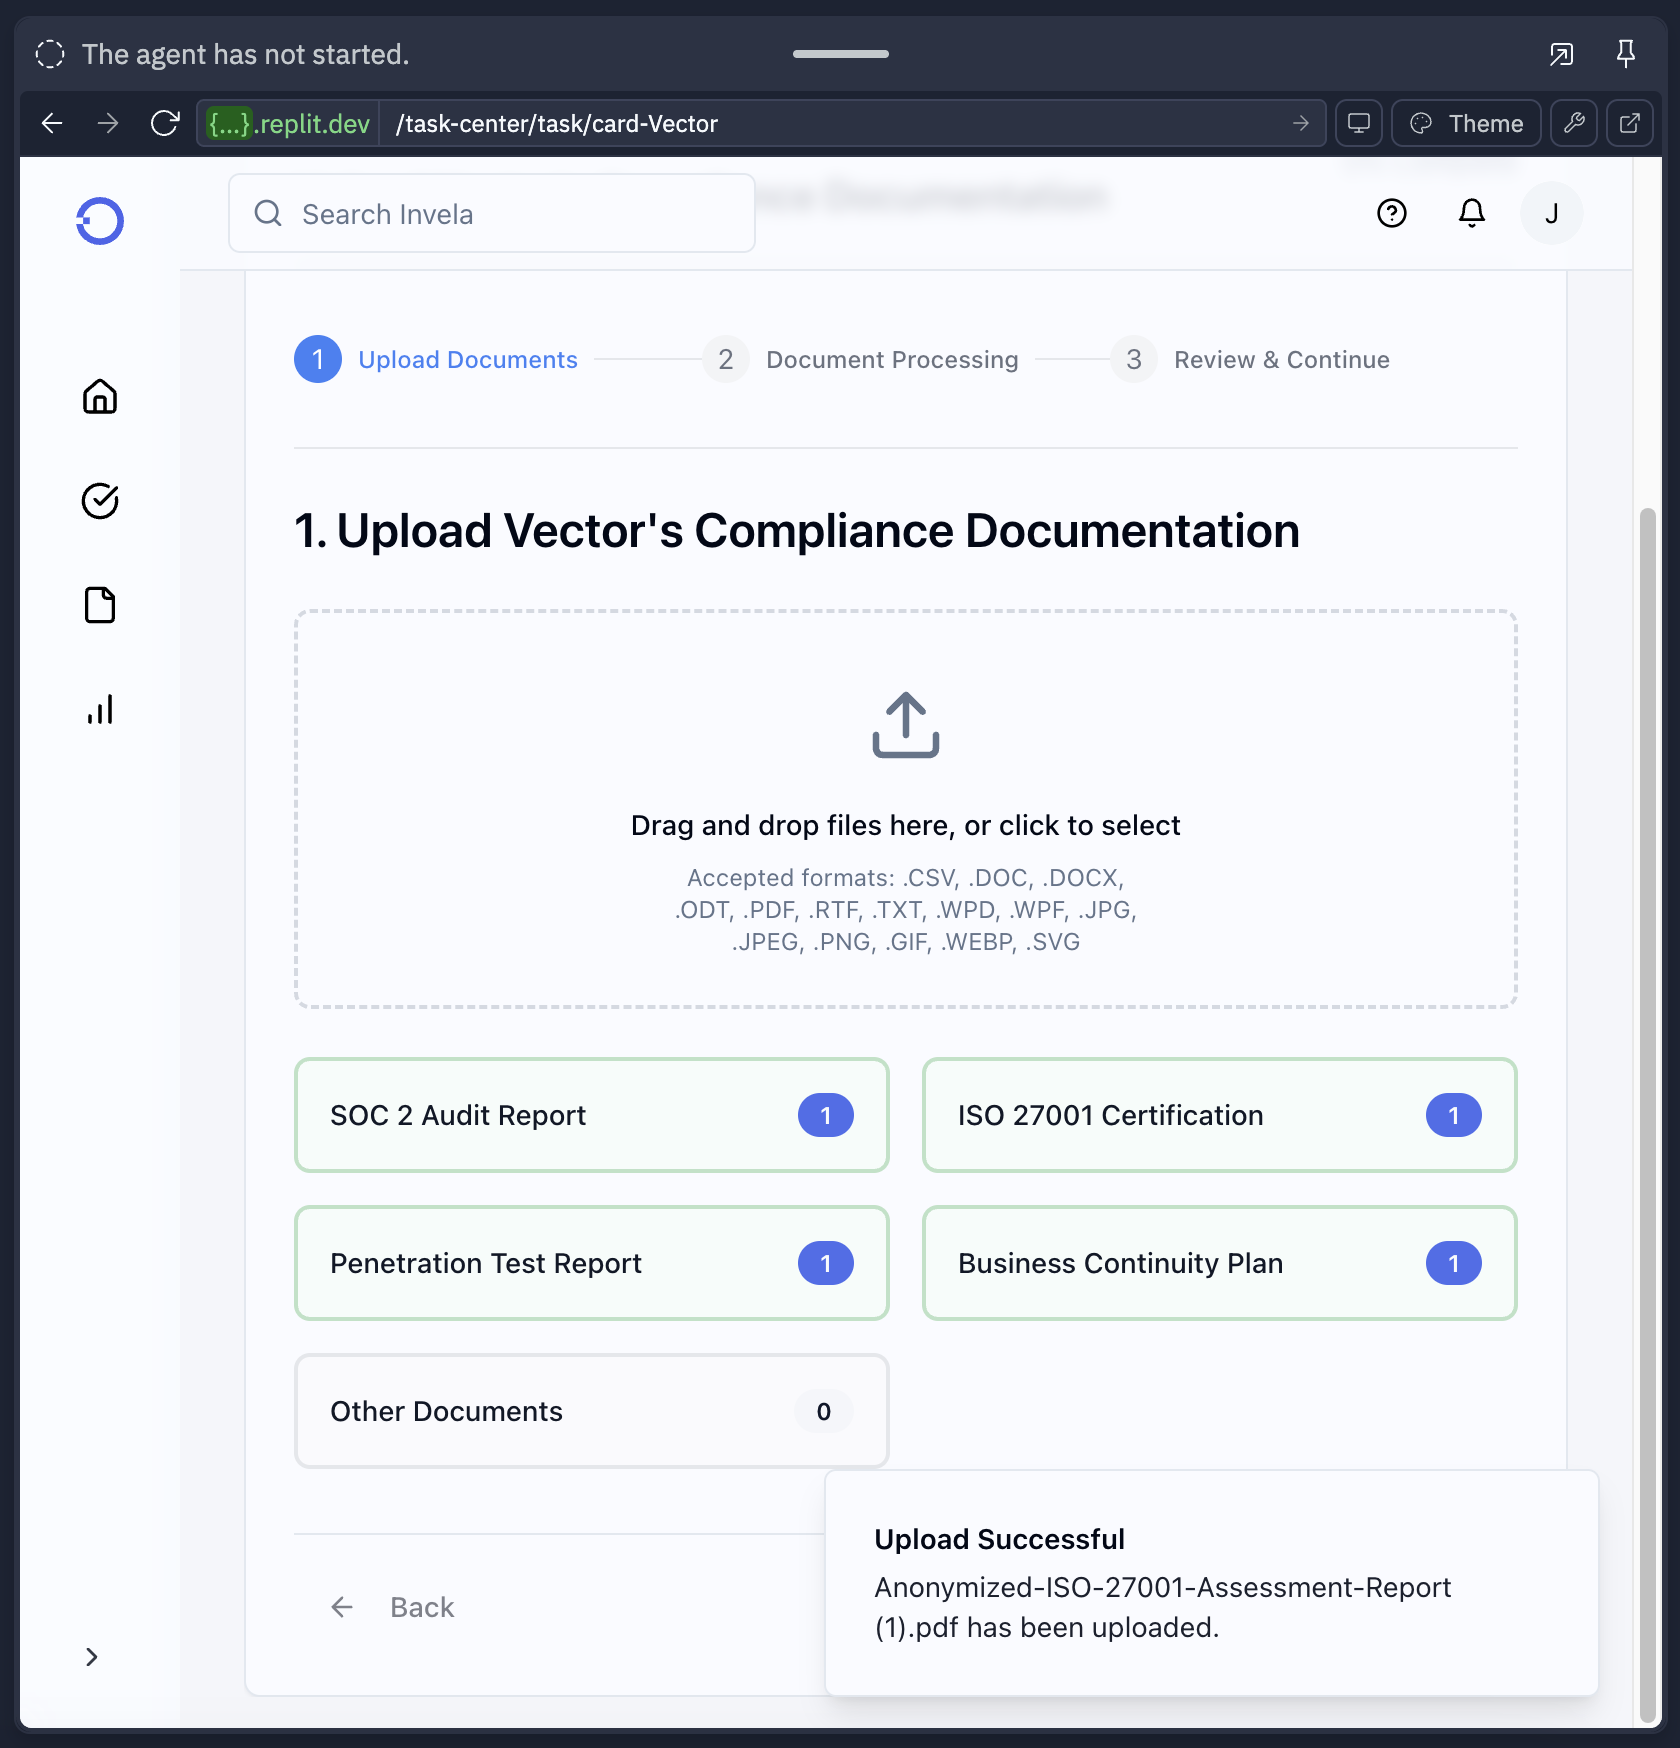 The agent has not started.
{...}.replit.dev /task-center/task/card-Vector Theme
Search Invela
nce Documentation
J
1 Upload Documents 2 Document Processing 3 Review & Continue
1. Upload Vector's Compliance Documentation
Drag and drop files here, or click to select
Accepted formats: .CSV, .DOC, .DOCX,
.ODT, .PDF, .RTF, .TXT, .WPD, .WPF, .JPG,
.JPEG, .PNG, .GIF, .WEBP, .SVG
SOC 2 Audit Report 1
ISO 27001 Certification 1
Penetration Test Report 1
Business Continuity Plan 1
Other Documents 0
Back
Upload Successful
Anonymized-ISO-27001-Assessment-Report
(1).pdf has been uploaded.